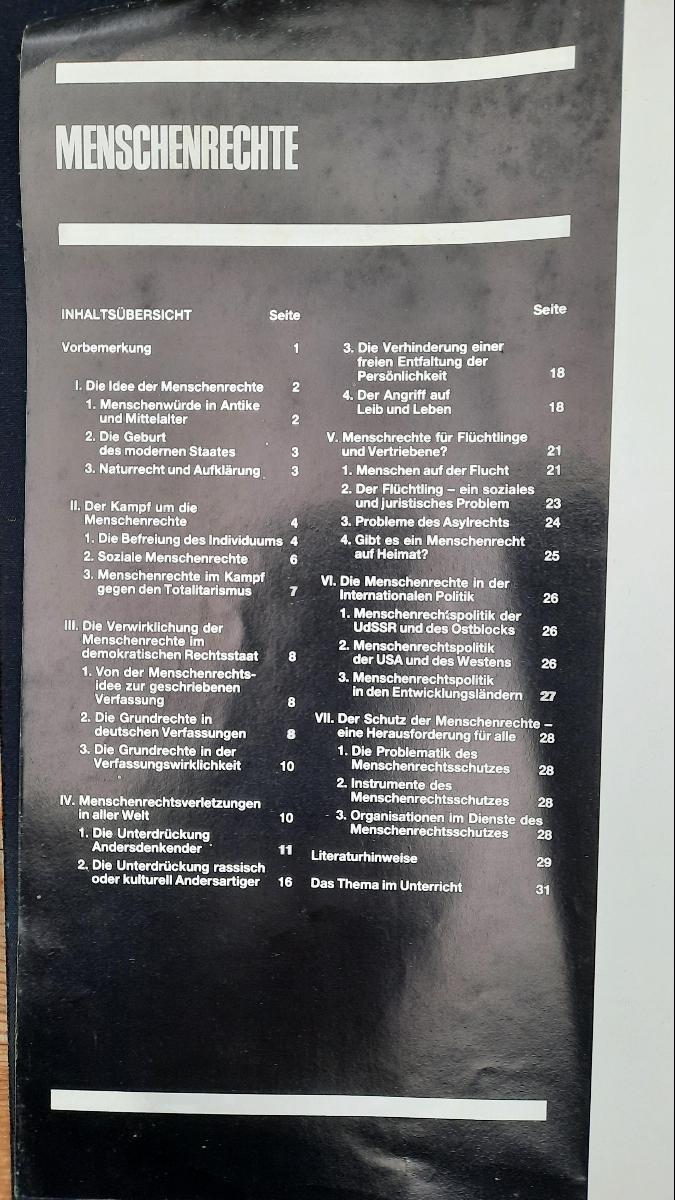 MENSCHENRECHTE
INHALTSÜBERSICHT Seite
Vorbemerkung 1
I. Die Idee der Menschenrechte 2
1. Menschenwürde in Antike
und Mittelalter 2
2. Die Geburt
des modernen Staates 3
3. Naturrecht und Aufklärung 3
II. Der Kampf um die
Menschenrechte 4
1. Die Befreiung des Individuums 4
2. Soziale Menschenrechte 6
3. Menschenrechte im Kampf
gegen den Totalitarismus 7
III. Die Verwirklichung der
Menschenrechte im
demokratischen Rechtsstaat 8
1. Von der Menschenrechts-
idee zur geschriebenen
Verfassung 8
2. Die Grundrechte in
deutschen Verfassungen 8
3. Die Grundrechte in der
Verfassungswirklichkeit 10
IV. Menschenrechtsverletzungen
in aller Welt 10
1. Die Unterdrückung
Andersdenkender 11
2. Die Unterdrückung rassisch
oder kulturell Andersartiger 16
Seite
3. Die Verhinderung einer
freien Entfaltung der
Persönlichkeit 18
4. Der Angriff auf
Leib und Leben 18
V. Menschrechte für Flüchtlinge
und Vertriebene? 21
1. Menschen auf der Flucht 21
2. Der Flüchtling – ein soziales
und juristisches Problem 23
3. Probleme des Asylrechts 24
4. Gibt es ein Menschenrecht
auf Heimat? 25
VI. Die Menschenrechte in der
Internationalen Politik 26
1. Menschenrechtspolitik der
UdSSR und des Ostblocks 26
2. Menschenrechtspolitik
der USA und des Westens 26
3. Menschenrechtspolitik
in den Entwicklungsländern 27
VII. Der Schutz der Menschenrechte –
eine Herausforderung für alle 28
1. Die Problematik des
Menschenrechtsschutzes 28
2. Instrumente des
Menschenrechtsschutzes 28
3. Organisationen im Dienste des
Menschenrechtsschutzes 28
Literaturhinweise 29
Das Thema im Unterricht 31